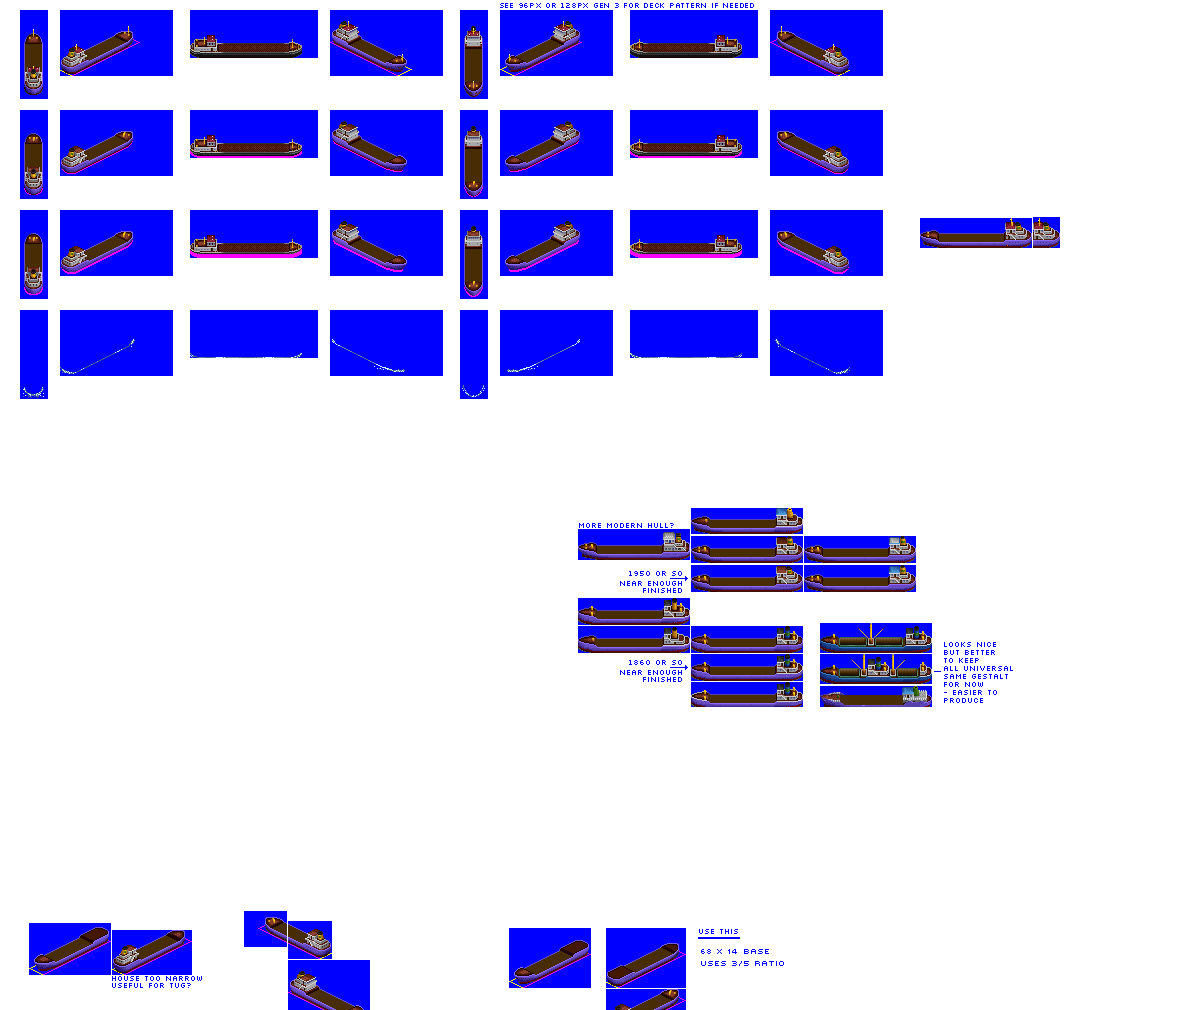 SEE 96PX OR 128PX GEN 3 FOR DECK PATTERN IF NEEDED
MORE MODERN HULL?
1950 OR SO
NEAR ENOUGH
FINISHED
1860 OR SO
NEAR ENOUGH
FINISHED
LOOKS NICE
BUT BETTER
TO KEEP
ALL UNIVERSAL
SAME GESTALT
FOR NOW
- EASIER TO
PRODUCE
HOUSE TOO NARROW
USEFUL FOR TUG?
USE THIS
68 X 14 BASE
USES 3/5 RATIO